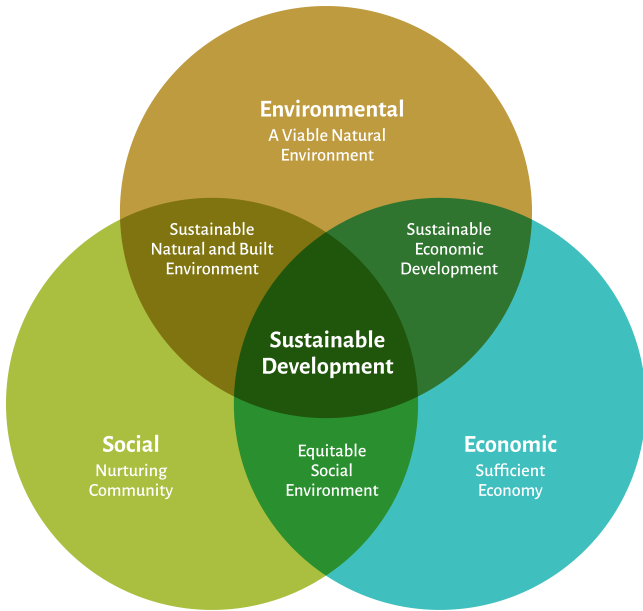 Environmental
A Viable Natural
Environment
Sustainable
Natural and Built
Environment
Sustainable
Economic
Development
Sustainable
Development
Social
Nurturing
Community
Equitable
Social
Environment
Economic
Sufficient
Economy